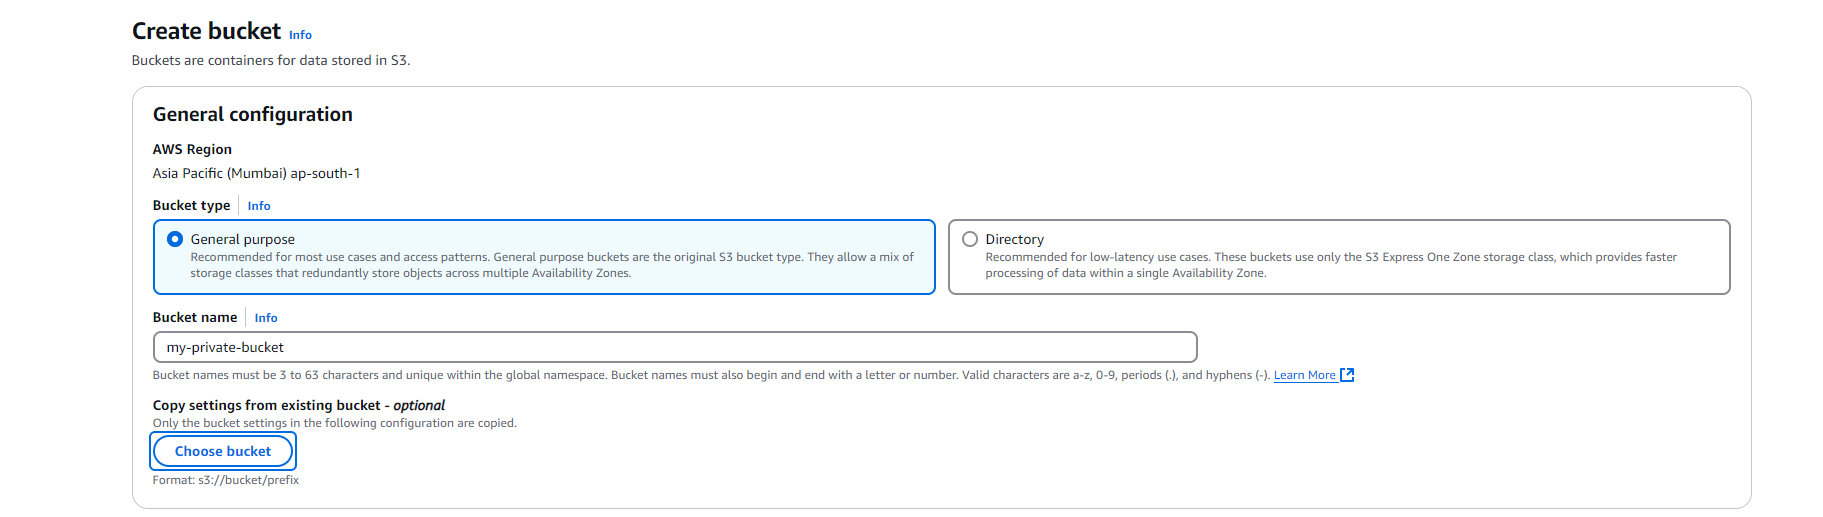 Create bucket Info
Buckets are containers for data stored in S3.
General configuration
AWS Region
Asia Pacific (Mumbai) ap-south-1
Bucket type Info
General purpose
Recommended for most use cases and access patterns. General purpose buckets are the original S3 bucket type. They allow a mix of
storage classes that redundantly store objects across multiple Availability Zones.
Directory
Recommended for low-latency use cases. These buckets use only the S3 Express One Zone storage class, which provides faster
processing of data within a single Availability Zone.
Bucket name Info
my-private-bucket
Bucket names must be 3 to 63 characters and unique within the global namespace. Bucket names must also begin and end with a letter or number. Valid characters are a-z, 0-9, periods (.), and hyphens (-). Learn More
Copy settings from existing bucket - optional
Only the bucket settings in the following configuration are copied.
Choose bucket
Format: s3://bucket/prefix